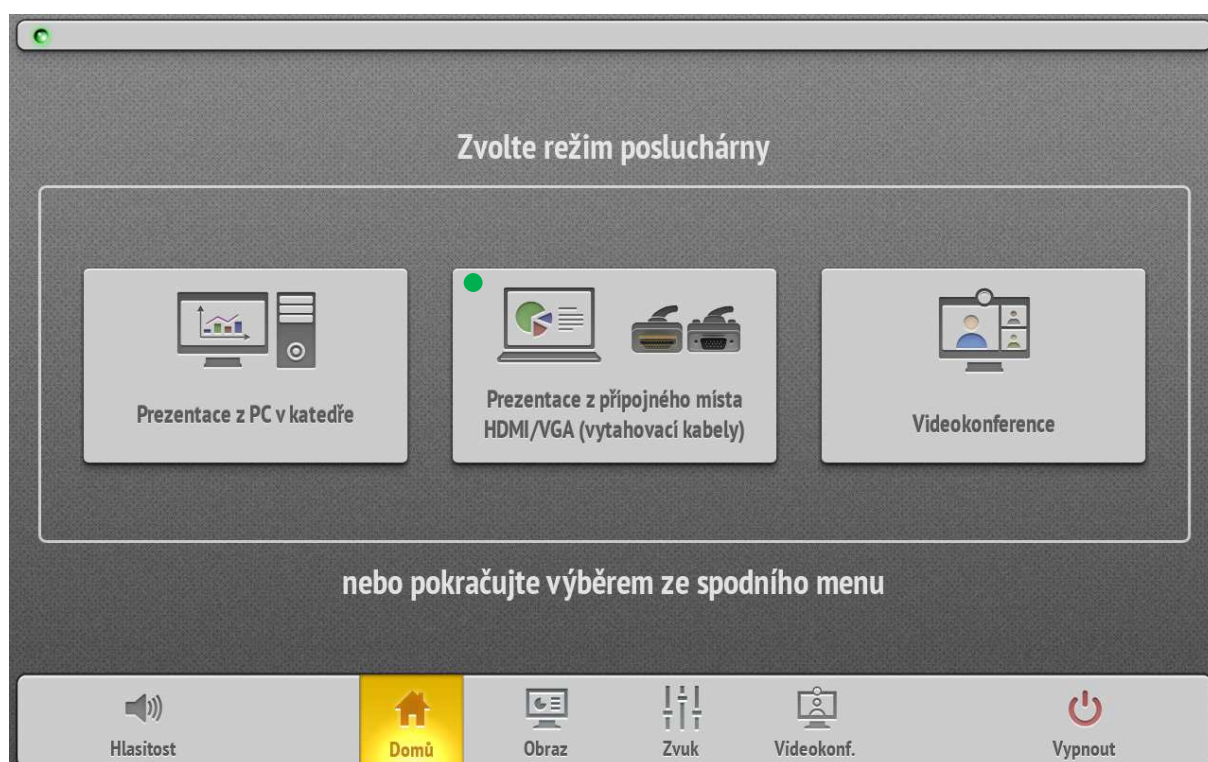 Zvolte režim posluchárny
Prezentace z PC v katedře
Prezentace z přípojného místa
HDMI/VGA (vytahovací kabely)
Videokonference
nebo pokračujte výběrem ze spodního menu
Hlasitost
Domů
Obraz
Zvuk
Videokonf.
Vypnout